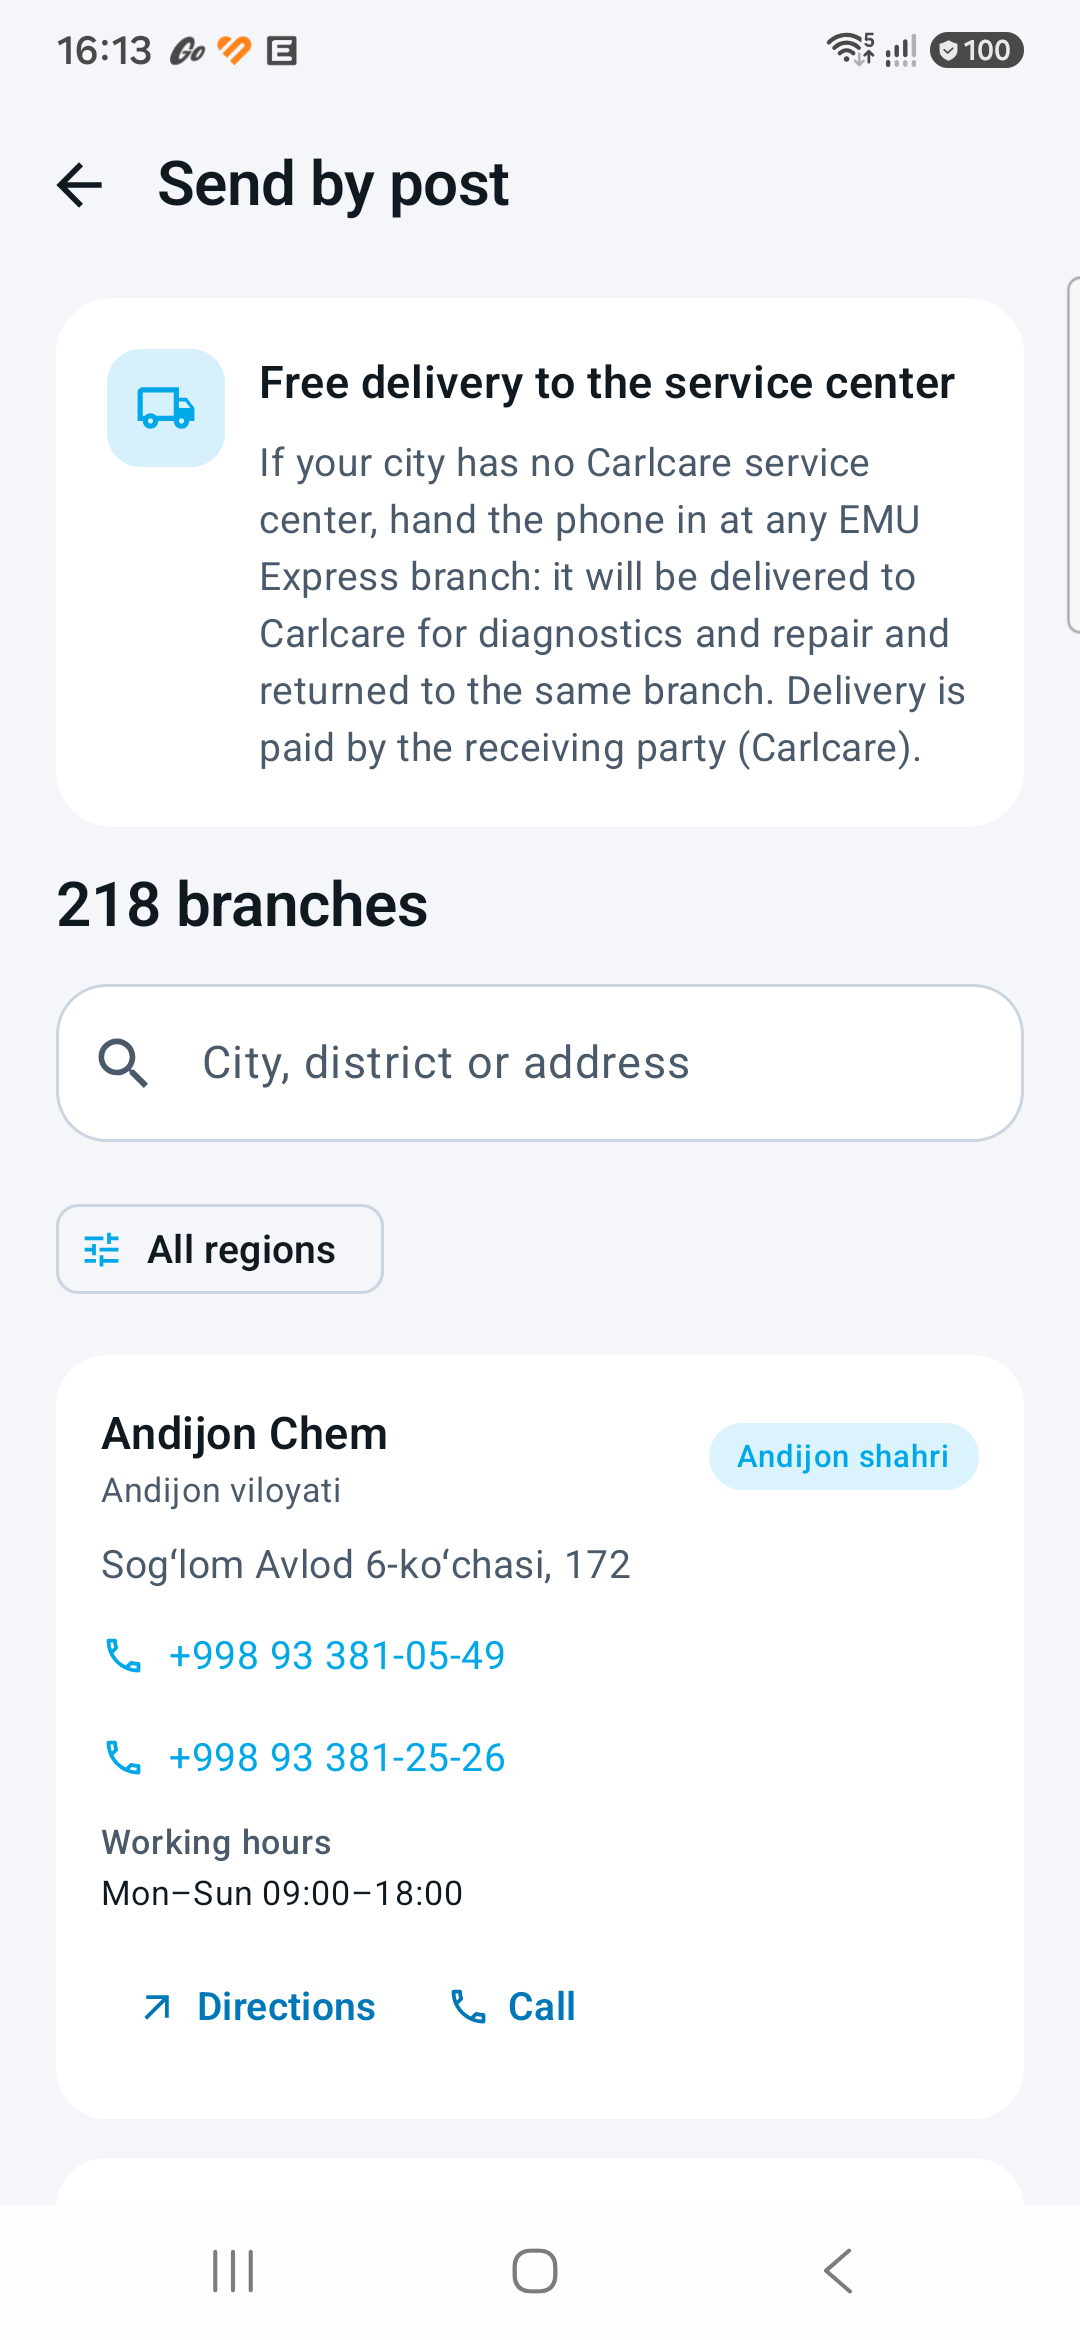 16:13 Go E 5 100
Send by post
Free delivery to the service center
If your city has no Carlcare service
center, hand the phone in at any EMU
Express branch: it will be delivered to
Carlcare for diagnostics and repair and
returned to the same branch. Delivery is
paid by the receiving party (Carlcare).
218 branches
City, district or address
All regions
Andijon Chem
Andijon shahri
Andijon viloyati
Sog‘lom Avlod 6-ko‘chasi, 172
+998 93 381-05-49
+998 93 381-25-26
Working hours
Mon–Sun 09:00–18:00
Directions Call